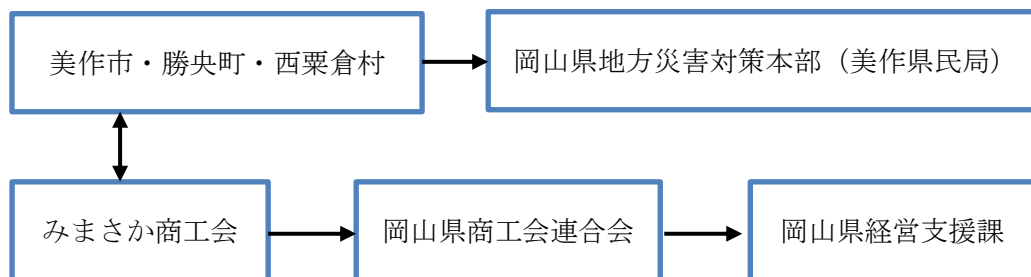 美作市・勝央町・西粟倉村
岡山県地方災害対策本部（美作県民局）
みまさか商工会
岡山県商工会連合会
岡山県経営支援課